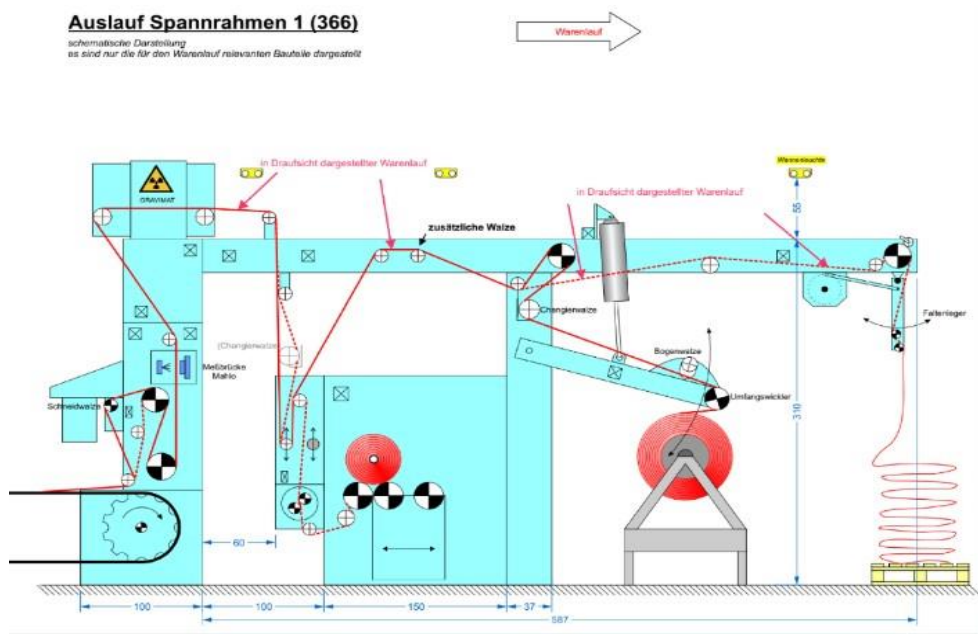 Auslauf Spannrahmen 1 (366)
schematische Darstellung
es sind nur die für den Warenlauf relevanten Bauteile dargestellt
Warenlauf
in Draufsicht dargestellter Warenlauf
Wannenleuchte
GRAVIMAT
in Draufsicht dargestellter Warenlauf
55
zusätzliche Walze
Changierwalze
Faltenleger
(Changierwalze
Bogenwalze
Meßbrücke
Mahlo
310
Schneidwalze
Umfangswickler
60
100
100
150
37
587